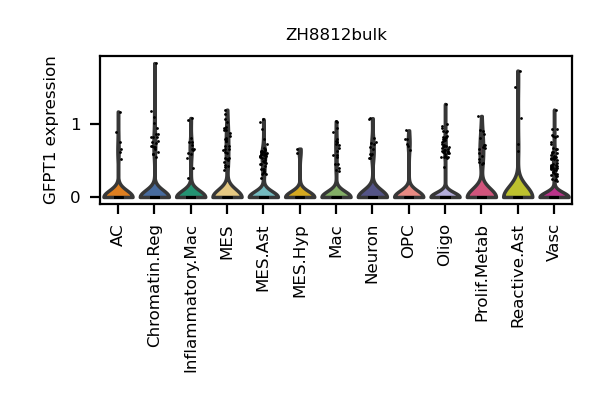 ZH8812bulk
GFPT1 expression
1
0
AC
Chromatin.Reg
Inflammatory.Mac
MES
MES.Ast
MES.Hyp
Mac
Neuron
OPC
Oligo
Prolif.Metab
Reactive.Ast
Vasc